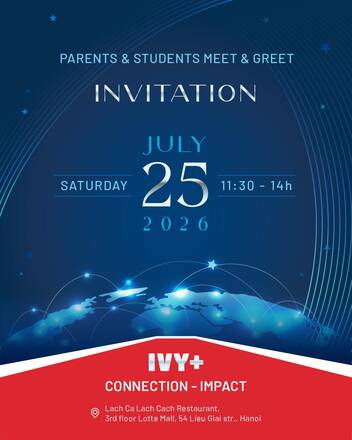 PARENTS & STUDENTS MEET & GREET
INVITATION
JULY
SATURDAY 25 11:30 - 14h
2026
IVY+
CONNECTION - IMPACT
Lach Ca Lach Cach Restaurant,
3rd floor Lotte Mall, 54 Lieu Giai str., Hanoi